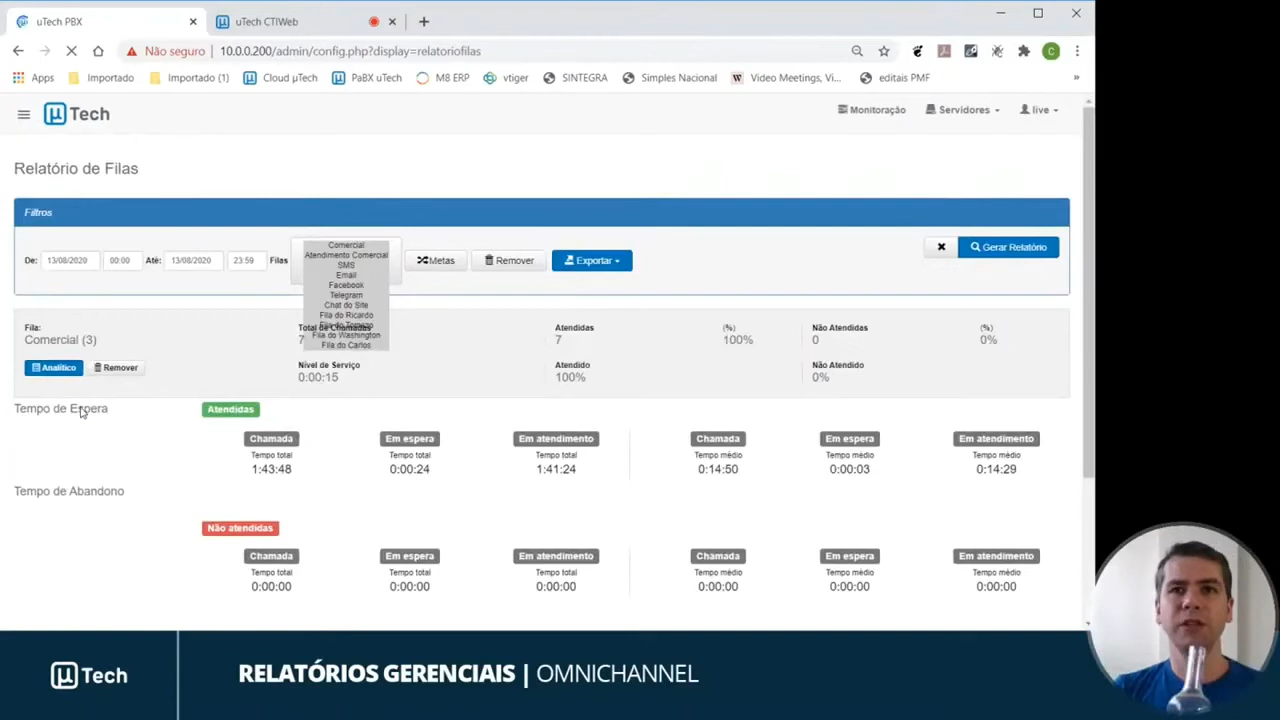 uTech PBX
uTech CTIWeb
Não seguro
10.0.0.200/admin/config.php?display=relatoriofilas
C
Apps
Importado
Importado (1)
Cloud µTech
PaBX uTech
M8 ERP
vtiger
SINTEGRA
Simples Nacional
Video Meetings, Vi...
editais PMF
»
µ Tech
Monitoração
Servidores
live
Relatório de Filas
Filtros
De: 13/08/2020 00:00 Até: 13/08/2020 23:59 Filas
Comercial
Atendimento Comercial
SMS
Email
Facebook
Telegram
Chat do Site
Fila do Ricardo
Fila do Washington
Fila do Carlos
Metas
Remover
Exportar
Gerar Relatório
Fila:
Comercial (3)
Analítico
Remover
Total de Chamadas
7
Atendidas
7
(%)
100%
Não Atendidas
0
(%)
0%
Nível de Serviço
0:00:15
Atendido
100%
Não Atendido
0%
Tempo de Espera
Atendidas
Chamada Em espera Em atendimento Chamada Em espera Em atendimento
Tempo total Tempo total Tempo total Tempo médio Tempo médio Tempo médio
1:43:48 0:00:24 1:41:24 0:14:50 0:00:03 0:14:29
Tempo de Abandono
Não atendidas
Chamada Em espera Em atendimento Chamada Em espera Em atendimento
Tempo total Tempo total Tempo total Tempo médio Tempo médio Tempo médio
0:00:00 0:00:00 0:00:00 0:00:00 0:00:00 0:00:00
µ Tech
RELATÓRIOS GERENCIAIS | OMNICHANNEL